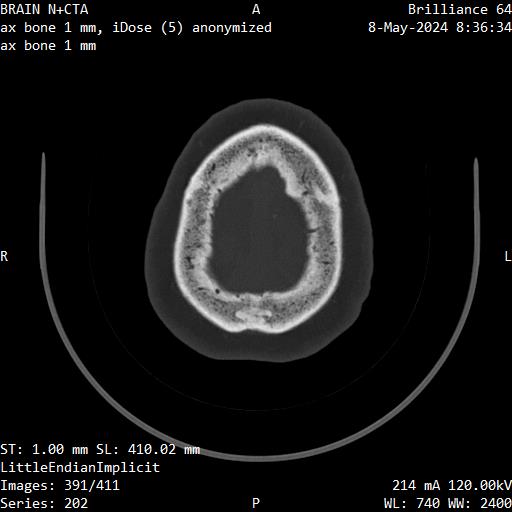 BRAIN N+CTA
A
Brilliance 64
ax bone 1 mm, iDose (5) anonymized
8-May-2024 8:36:34
ax bone 1 mm
R
L
ST: 1.00 mm SL: 410.02 mm
LittleEndianImplicit
Images: 391/411
214 mA 120.00kV
Series: 202
P
WL: 740 WW: 2400